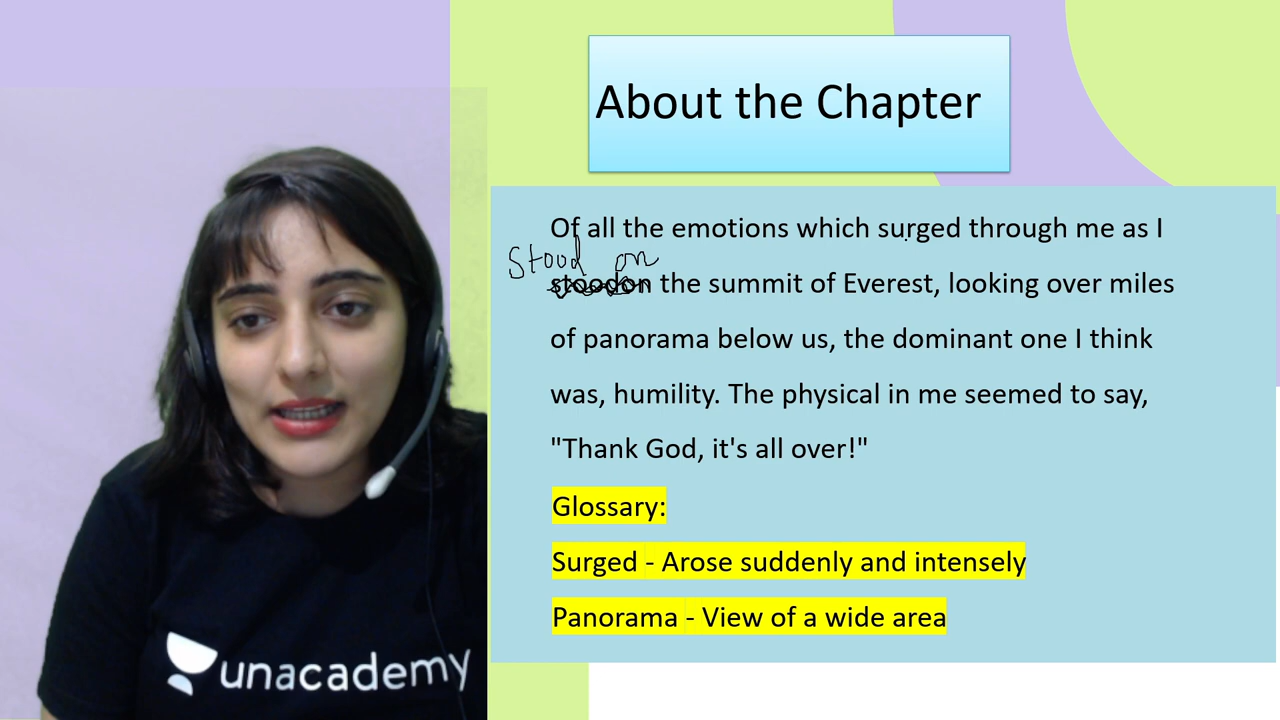 About the Chapter
Of all the emotions which surged through me as I
Stood on
stoodon the summit of Everest, looking over miles
of panorama below us, the dominant one I think
was, humility. The physical in me seemed to say,
"Thank God, it's all over!"
Glossary:
Surged - Arose suddenly and intensely
Panorama - View of a wide area
unacademy